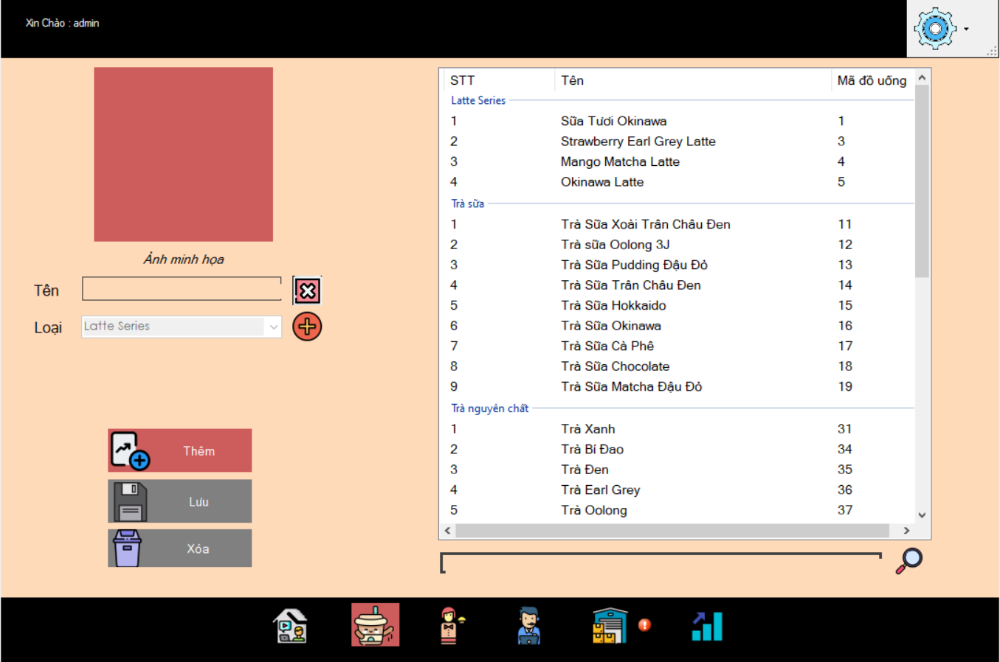 Xin Chào : admin
Ảnh minh họa
Tên
Loại
Latte Series
Thêm
Lưu
Xóa
STT Tên Mã đồ uống
Latte Series
1 Sữa Tươi Okinawa 1
2 Strawberry Earl Grey Latte 3
3 Mango Matcha Latte 4
4 Okinawa Latte 5
Trà sữa
1 Trà Sữa Xoài Trân Châu Đen 11
2 Trà sữa Oolong 3J 12
3 Trà Sữa Pudding Đậu Đỏ 13
4 Trà Sữa Trân Châu Đen 14
5 Trà Sữa Hokkaido 15
6 Trà Sữa Okinawa 16
7 Trà Sữa Cà Phê 17
8 Trà Sữa Chocolate 18
9 Trà Sữa Matcha Đậu Đỏ 19
Trà nguyên chất
1 Trà Xanh 31
2 Trà Bí Đao 34
3 Trà Đen 35
4 Trà Earl Grey 36
5 Trà Oolong 37